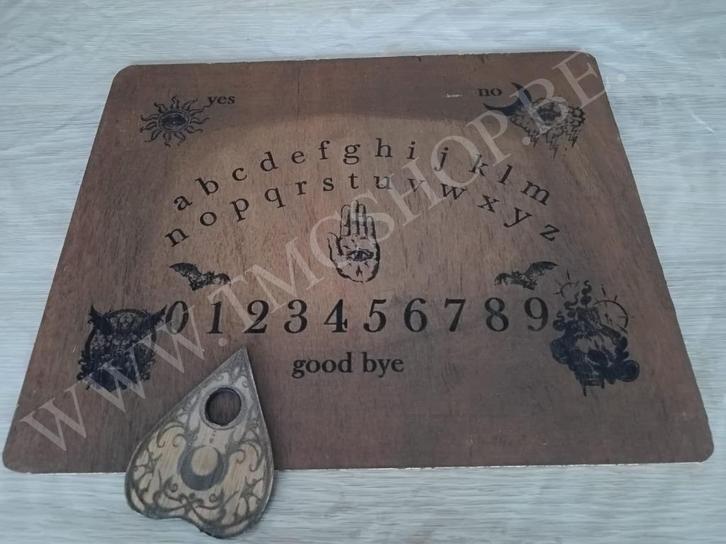 yes no
a b c d e f g h i j k l m
n o p q r s t u v w x y z
0 1 2 3 4 5 6 7 8 9
good bye
WWW.TMCSHOP.BE.